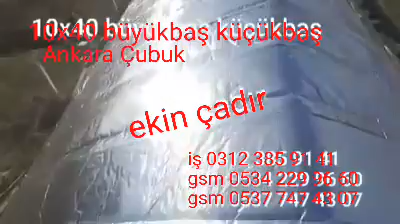 10x40 büyükbaş küçükbaş
Ankara Çubuk
ekin çadır
iş 0312 385 91 41
gsm 0534 229 96 60
gsm 0537 747 43 07